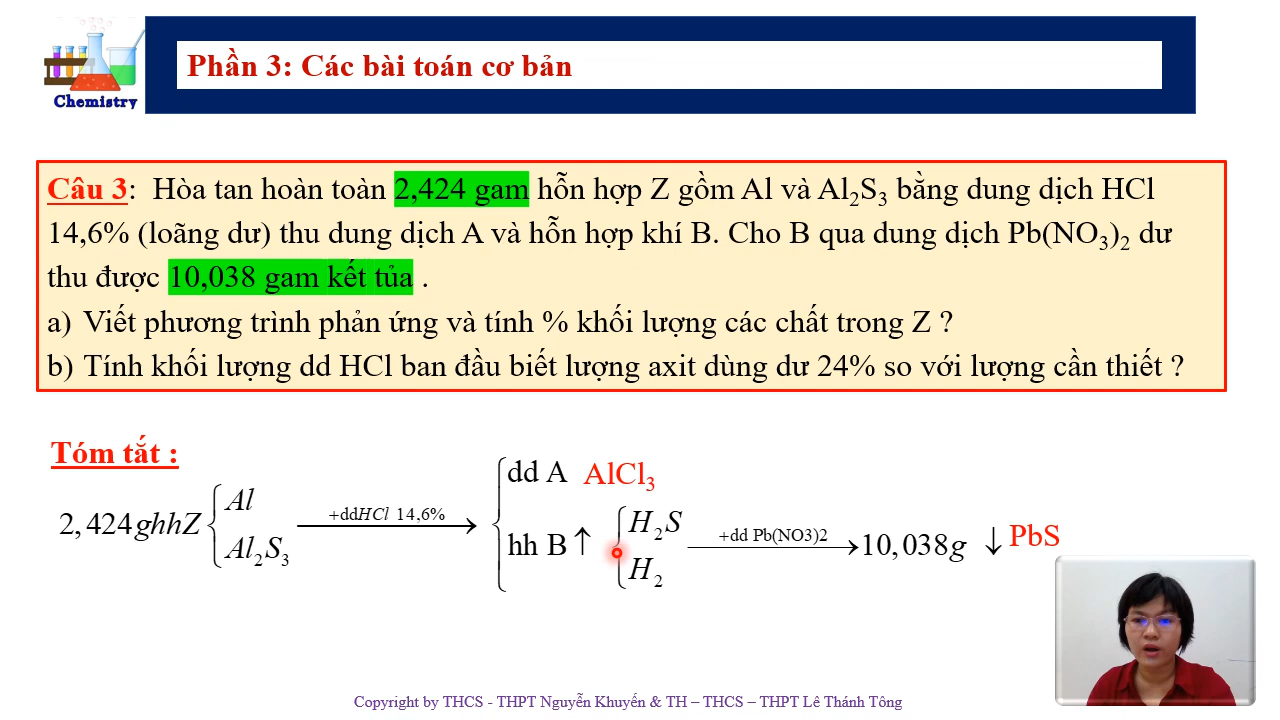 Chemistry
Phần 3: Các bài toán cơ bản
Câu 3: Hòa tan hoàn toàn 2,424 gam hỗn hợp Z gồm Al và Al₂S₃ bằng dung dịch HCl
14,6% (loãng dư) thu dung dịch A và hỗn hợp khí B. Cho B qua dung dịch Pb(NO₃)₂ dư
thu được 10,038 gam kết tủa .
a) Viết phương trình phản ứng và tính % khối lượng các chất trong Z ?
b) Tính khối lượng dd HCl ban đầu biết lượng axit dùng dư 24% so với lượng cần thiết ?
Tóm tắt :
2,424ghhZ { Al
Al₂S₃
+ddHCl 14,6%
dd A AlCl₃
hh B ↑ { H₂S
H₂
+dd Pb(NO3)2
10,038g ↓ PbS
Copyright by THCS - THPT Nguyễn Khuyến & TH – THCS – THPT Lê Thánh Tông